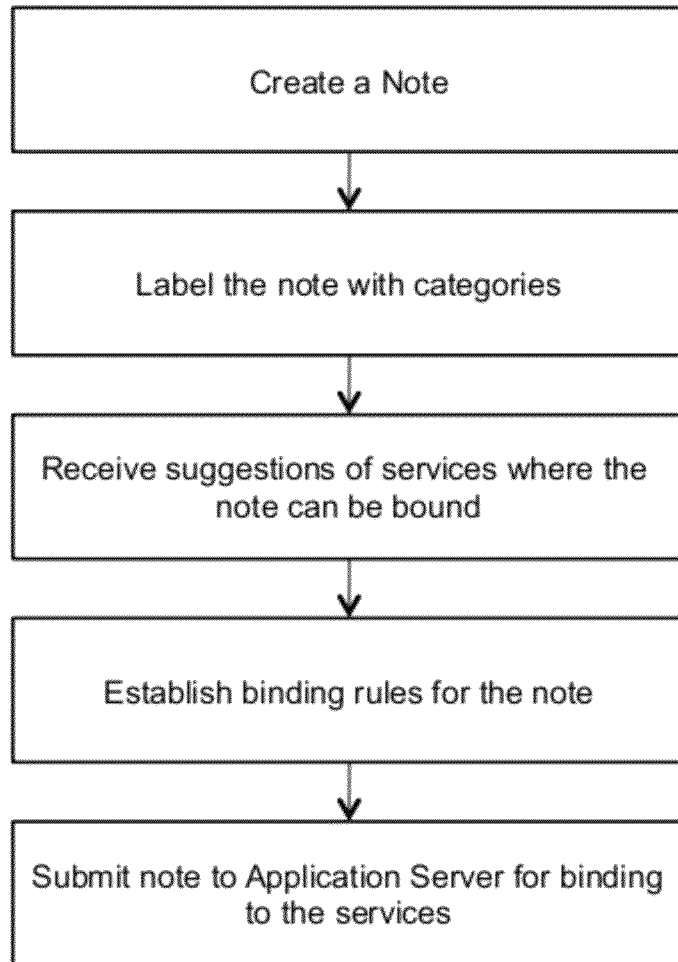 Create a Note
Label the note with categories
Receive suggestions of services where the
note can be bound
Establish binding rules for the note
Submit note to Application Server for binding
to the services